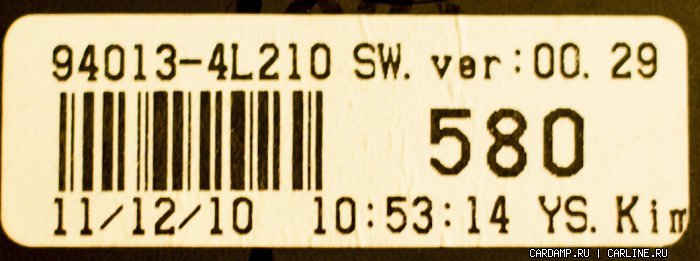 94013-4L210 SW. ver:00. 29
580
11/12/10 10:53:14 YS. Kim
CARDAMP.RU | CARLINE.RU